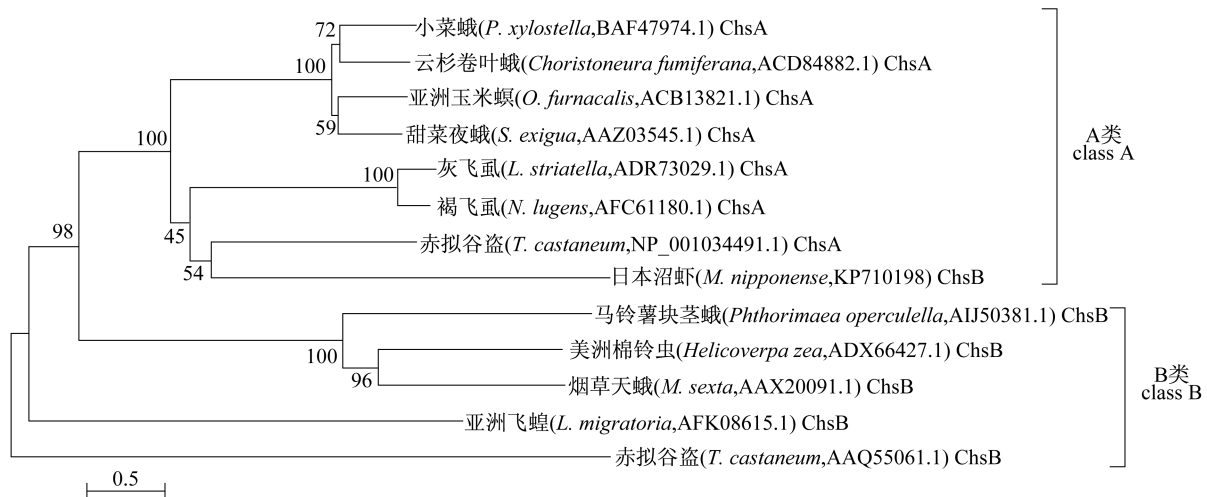 72
小菜蛾(P. xylostella,BAF47974.1) ChsA
100
云杉卷叶蛾(Choristoneura fumiferana,ACD84882.1) ChsA
亚洲玉米螟(O. furnacalis,ACB13821.1) ChsA
59
甜菜夜蛾(S. exigua,AAZ03545.1) ChsA
100
A类
class A
100
灰飞虱(L. striatella,ADR73029.1) ChsA
褐飞虱(N. lugens,AFC61180.1) ChsA
98
45
赤拟谷盗(T. castaneum,NP_001034491.1) ChsA
54
日本沼虾(M. nipponense,KP710198) ChsB
马铃薯块茎蛾(Phthorimaea operculella,AIJ50381.1) ChsB
100
美洲棉铃虫(Helicoverpa zea,ADX66427.1) ChsB
96
烟草天蛾(M. sexta,AAX20091.1) ChsB
B类
class B
亚洲飞蝗(L. migratoria,AFK08615.1) ChsB
赤拟谷盗(T. castaneum,AAQ55061.1) ChsB
0.5